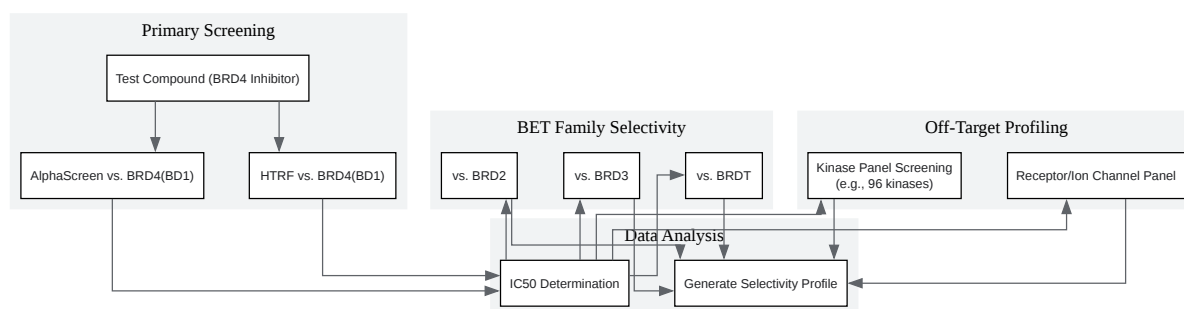 Primary Screening
Test Compound (BRD4 Inhibitor)
AlphaScreen vs. BRD4(BD1)
HTRF vs. BRD4(BD1)
BET Family Selectivity
vs. BRD2
vs. BRD3
vs. BRDT
Off-Target Profiling
Kinase Panel Screening
(e.g., 96 kinases)
Receptor/Ion Channel Panel
Data Analysis
IC50 Determination
Generate Selectivity Profile